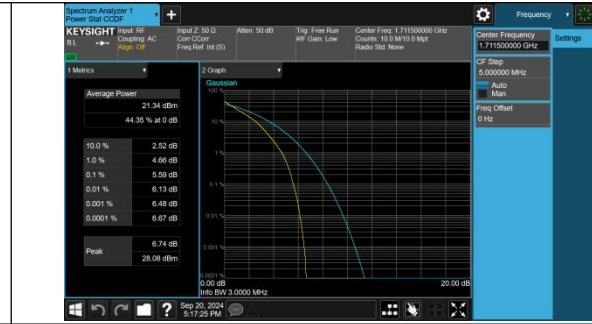 Spectrum Analyzer 1
Power Stat CCDF
+
Frequency
KEYSIGHT
RL
Input: RF
Coupling: AC
Align: Off
Input Z: 50 Ω
Corr CCorr
Freq Ref: Int (S)
Atten: 50 dB
Trig: Free Run
#IF Gain: Low
Center Freq: 1.711500000 GHz
Counts: 10.0 M/10.0 Mpt
Radio Std: None
Center Frequency
1.711500000 GHz
Settings
CF Step
5.000000 MHz
Auto
Man
Freq Offset
0 Hz
1 Metrics
Average Power
21.34 dBm
44.35 % at 0 dB
10.0 % 2.52 dB
1.0 % 4.66 dB
0.1 % 5.59 dB
0.01 % 6.13 dB
0.001 % 6.48 dB
0.0001 % 6.67 dB
Peak 6.74 dB
28.08 dBm
2 Graph
Gaussian
100 %
10 %
1 %
0.1 %
0.01 %
0.001 %
0.0001 %
0.00 dB 20.00 dB
Info BW 3.0000 MHz
?
Sep 20, 2024
5:17:25 PM